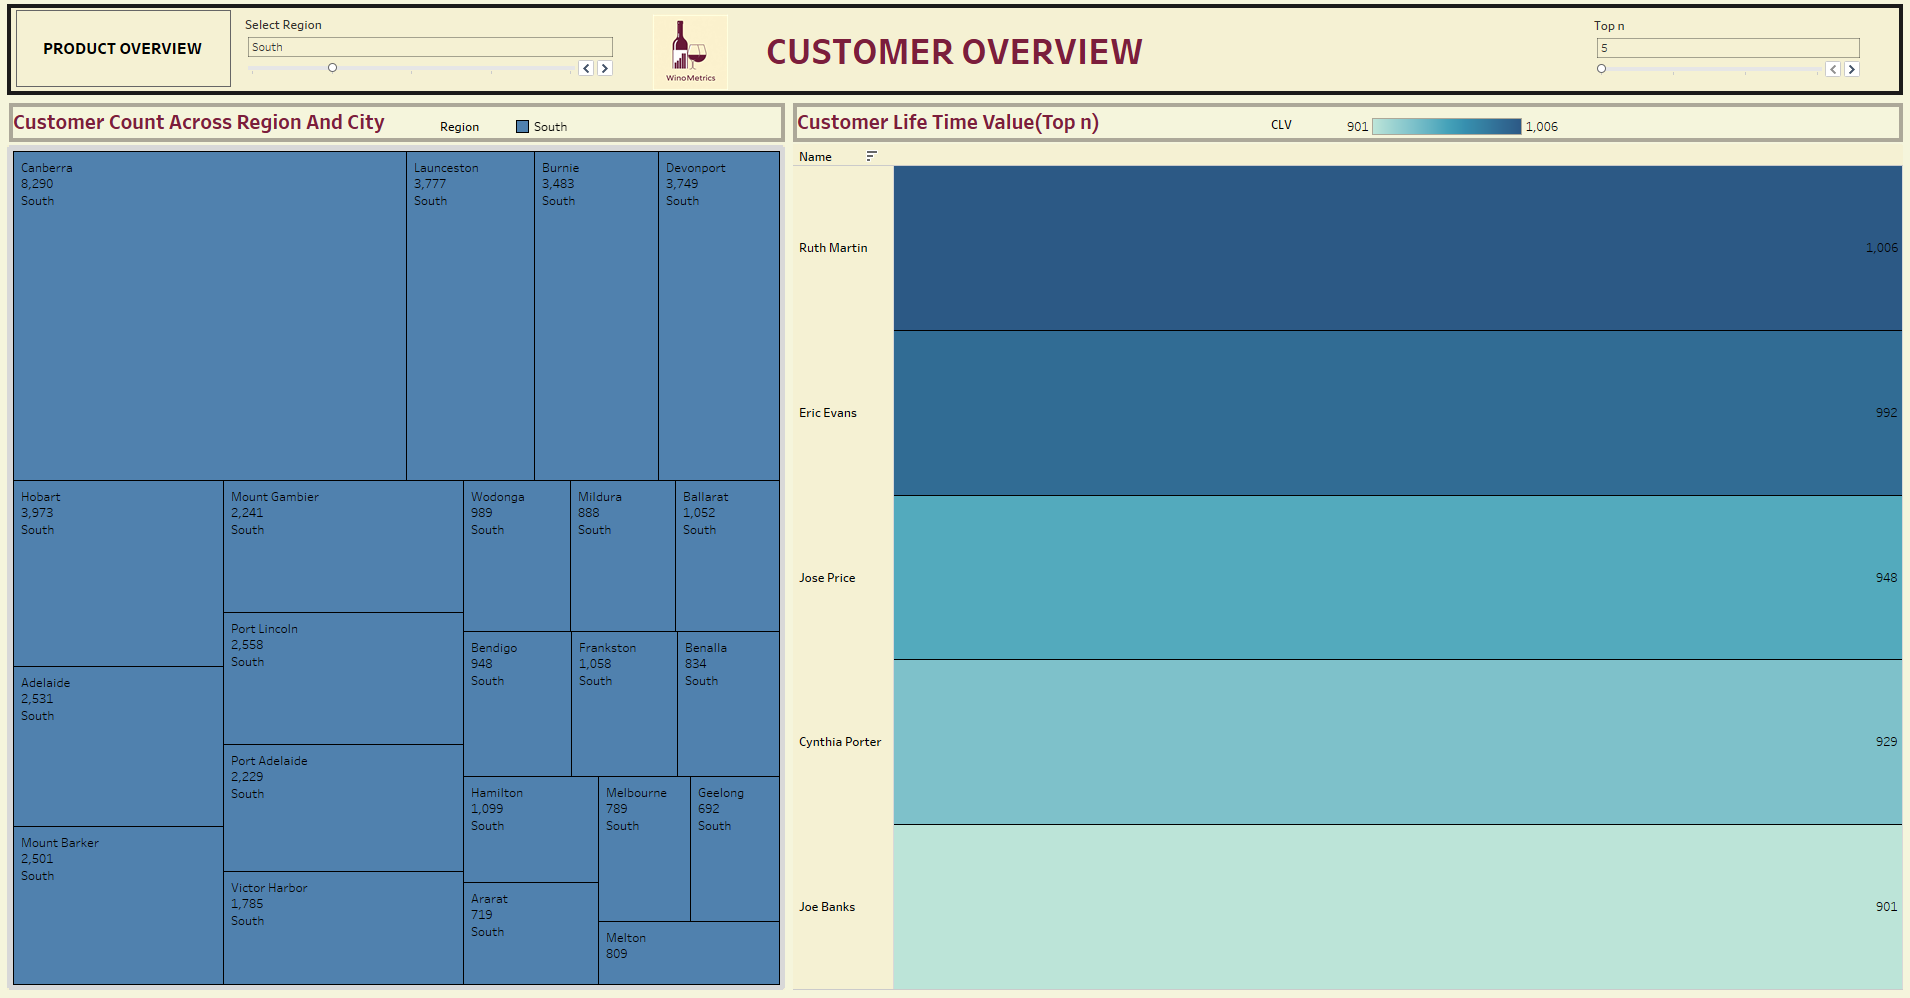 PRODUCT OVERVIEW
Select Region
South
WinoMetrics
CUSTOMER OVERVIEW
Top n
5
Customer Count Across Region And City
Region
South
Customer Life Time Value(Top n)
CLV
901
1,006
Canberra
8,290
South
Launceston
3,777
South
Burnie
3,483
South
Devonport
3,749
South
Hobart
3,973
South
Adelaide
2,531
South
Mount Barker
2,501
South
Mount Gambier
2,241
South
Port Lincoln
2,558
South
Port Adelaide
2,229
South
Victor Harbor
1,785
South
Wodonga
989
South
Mildura
888
South
Ballarat
1,052
South
Bendigo
948
South
Frankston
1,058
South
Benalla
834
South
Hamilton
1,099
South
Melbourne
789
South
Geelong
692
South
Ararat
719
South
Melton
809
Name
Ruth Martin
1,006
Eric Evans
992
Jose Price
948
Cynthia Porter
929
Joe Banks
901